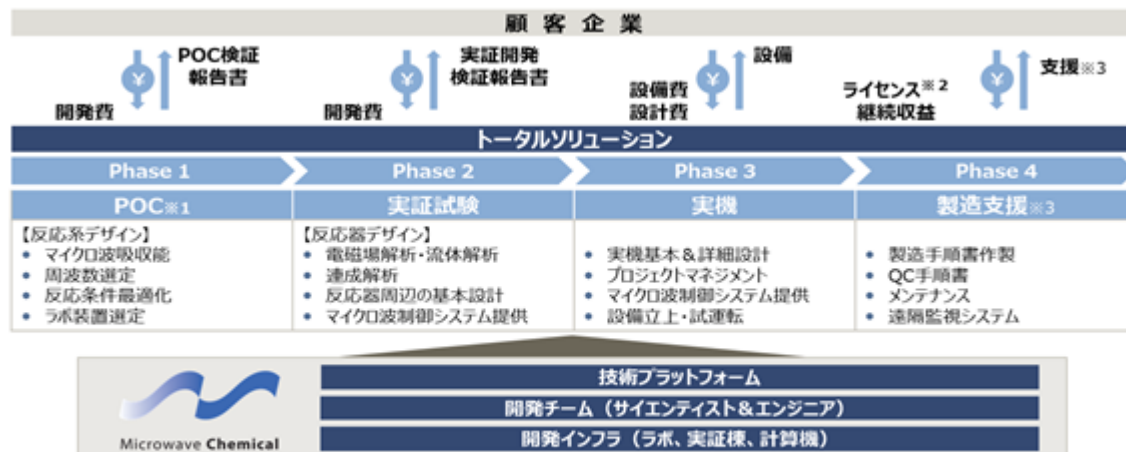 顧客企業
POC検証
報告書
開発費
¥
実証開発
検証報告書
開発費
¥
設備
設備費
設計費
¥
支援※3
ライセンス※2
継続収益
¥
トータルソリューション
Phase 1
Phase 2
Phase 3
Phase 4
POC※1
実証試験
実機
製造支援※3
【反応系デザイン】
• マイクロ波吸収能
• 周波数選定
• 反応条件最適化
• ラボ装置選定
【反応器デザイン】
• 電磁場解析・流体解析
• 連成解析
• 反応器周辺の基本設計
• マイクロ波制御システム提供
• 実機基本&詳細設計
• プロジェクトマネジメント
• マイクロ波制御システム提供
• 設備立上・試運転
• 製造手順書作製
• QC手順書
• メンテナンス
• 遠隔監視システム
Microwave Chemical
技術プラットフォーム
開発チーム(サイエンティスト&エンジニア)
開発インフラ(ラボ、実証棟、計算機)